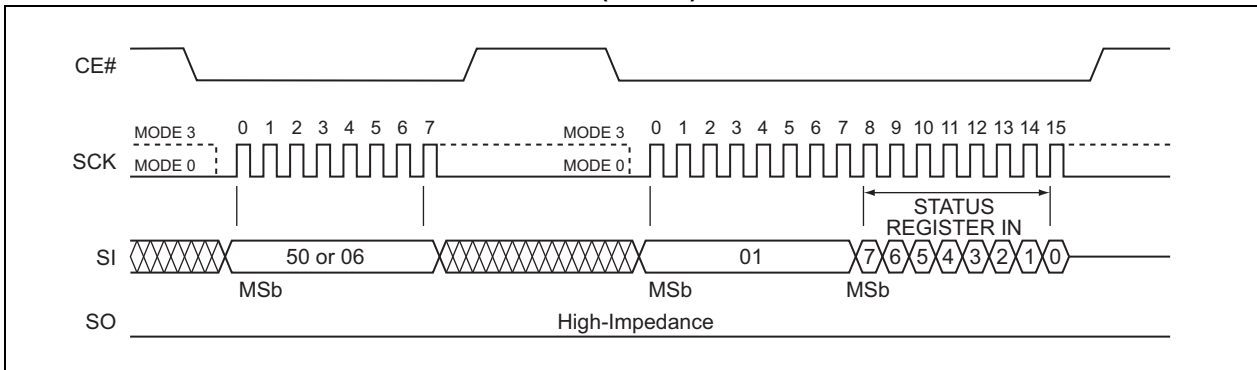 CE#
MODE 3 0 1 2 3 4 5 6 7 MODE 3 0 1 2 3 4 5 6 7 8 9 10 11 12 13 14 15
SCK MODE 0 MODE 0
STATUS
REGISTER IN
SI 50 or 06 01 7 6 5 4 3 2 1 0
MSb MSb MSb
SO High-Impedance